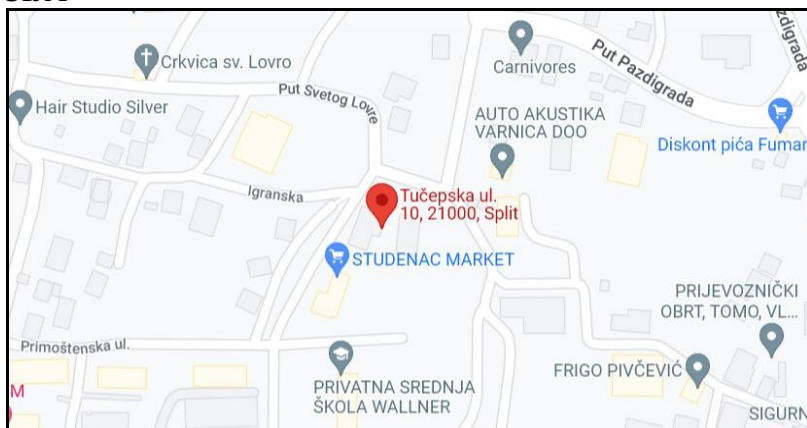 Crkvica sv. Lovro
Hair Studio Silver
Put Svetog Lovre
Carnivores
Put Pazdigrada
zdigrada
AUTO AKUSTIKA
VARNICA DOO
Diskont pića Fumar
Igranska
Tučepska ul.
10, 21000, Split
STUDENAC MARKET
PRIJEVOZNIČKI
OBRT, TOMO, VL...
Primoštenska ul.
FRIGO PIVČEVIĆ
PRIVATNA SREDNJA
ŠKOLA WALLNER
M
SIGURN